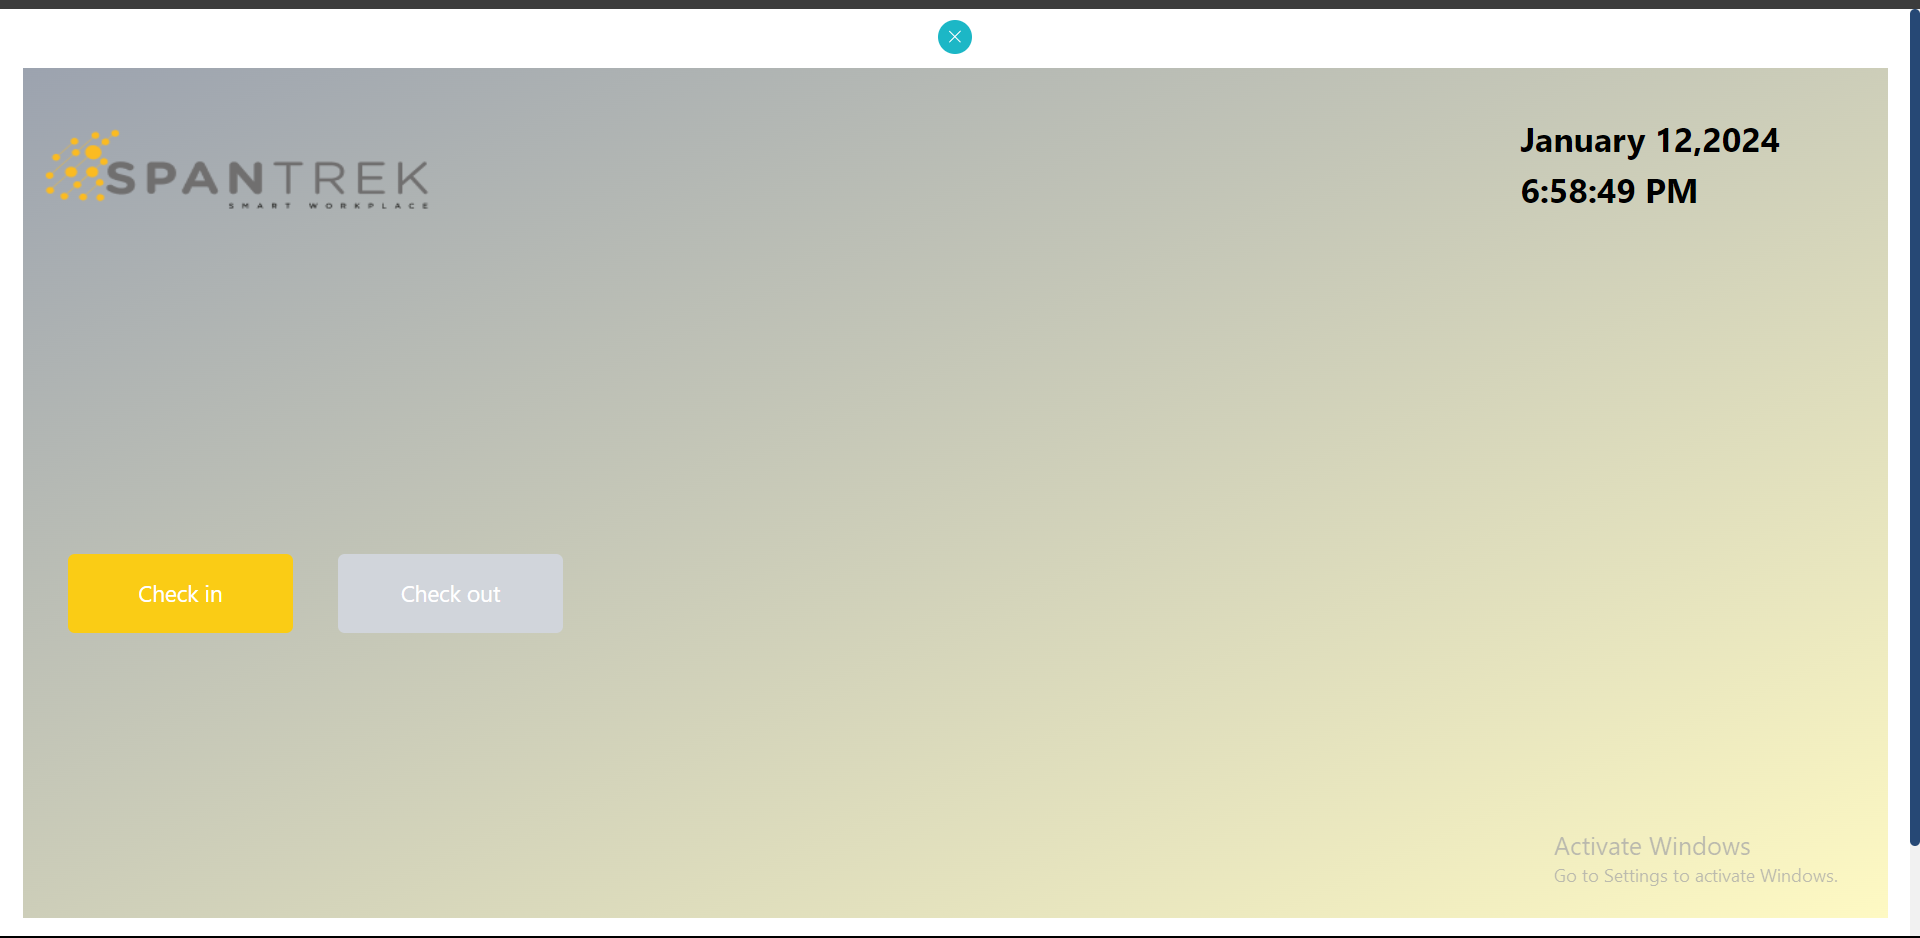 SPANTREK
SMART WORKPLACE
January 12,2024
6:58:49 PM
Check in
Check out
Activate Windows
Go to Settings to activate Windows.